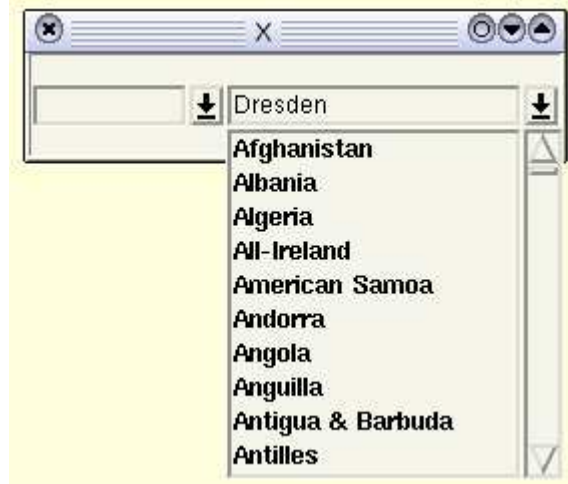 X
Dresden
Afghanistan
Albania
Algeria
All-Ireland
American Samoa
Andorra
Angola
Anguilla
Antigua & Barbuda
Antilles